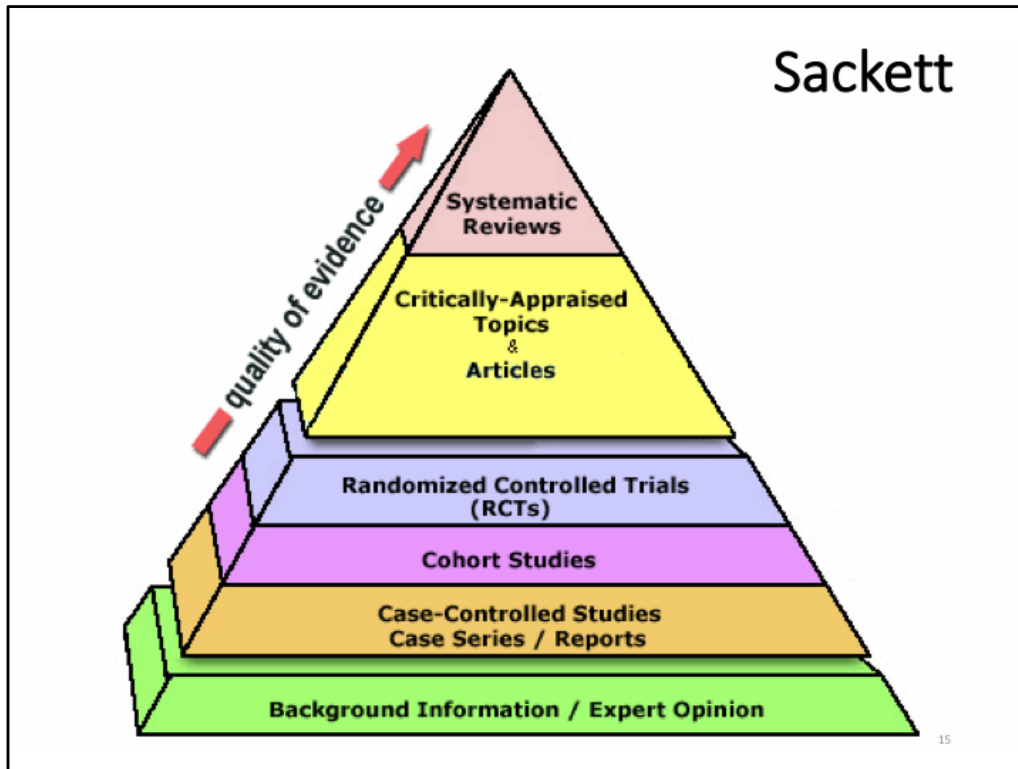 Sackett
quality of evidence
Systematic
Reviews
Critically-Appraised
Topics
&
Articles
Randomized Controlled Trials
(RCTs)
Cohort Studies
Case-Controlled Studies
Case Series / Reports
Background Information / Expert Opinion
15